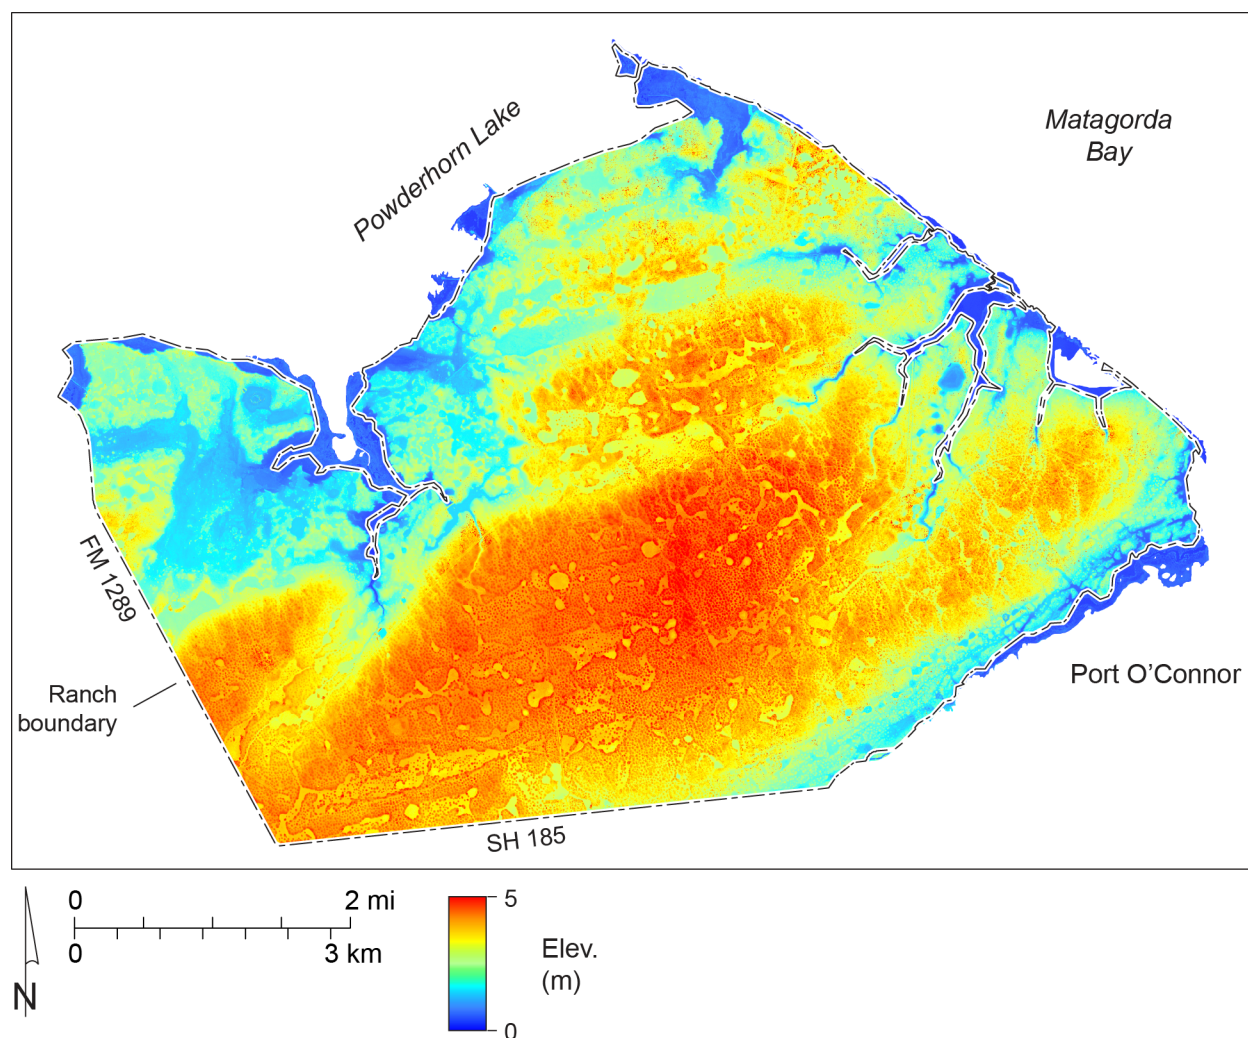 Powderhorn Lake
Matagorda
Bay
FM 1289
Ranch
boundary
Port O’Connor
SH 185
0
2 mi
0
3 km
N
5
Elev.
(m)
0